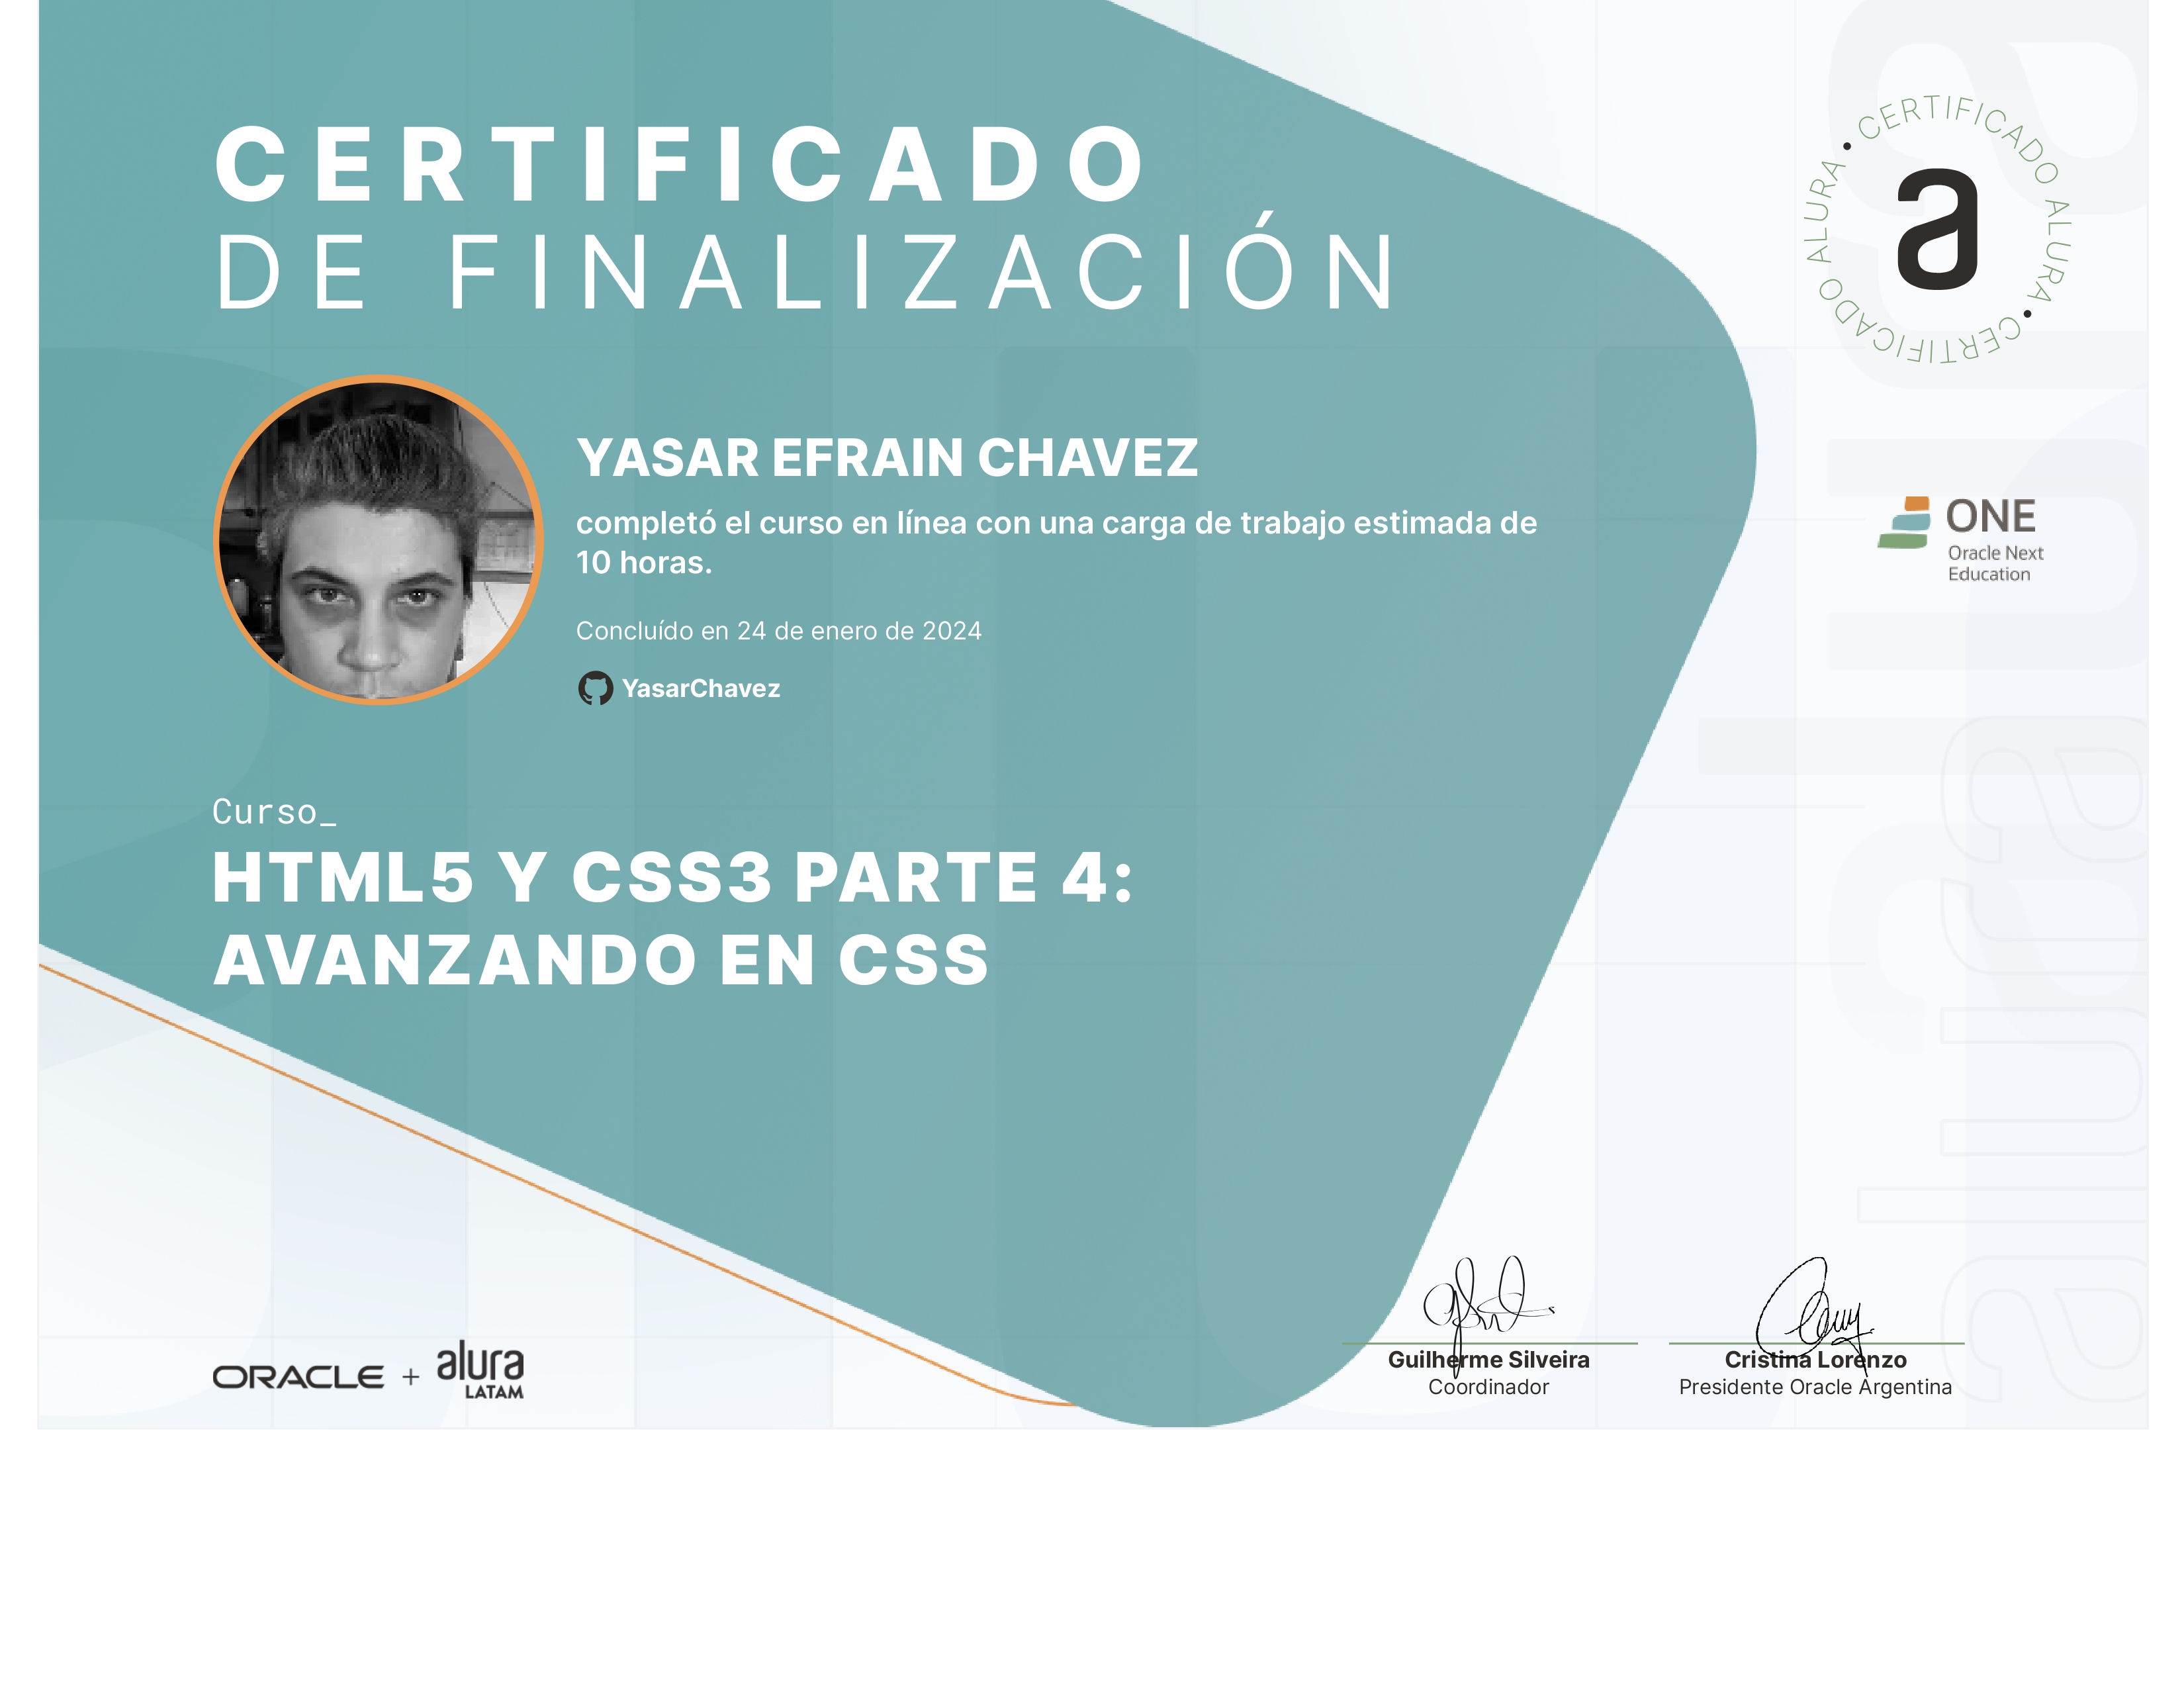 CERTIFICADO
DE FINALIZACIÓN
• CERTIFICADO ALURA • CERTIFICADO ALURA
a
YASAR EFRAIN CHAVEZ
completó el curso en línea con una carga de trabajo estimada de
10 horas.
Concluído en 24 de enero de 2024
YasarChavez
ONE
Oracle Next
Education
Curso_
HTML5 Y CSS3 PARTE 4:
AVANZANDO EN CSS
ORACLE + alura
LATAM
Guilherme Silveira
Coordinador
Cristina Lorenzo
Presidente Oracle Argentina
alura